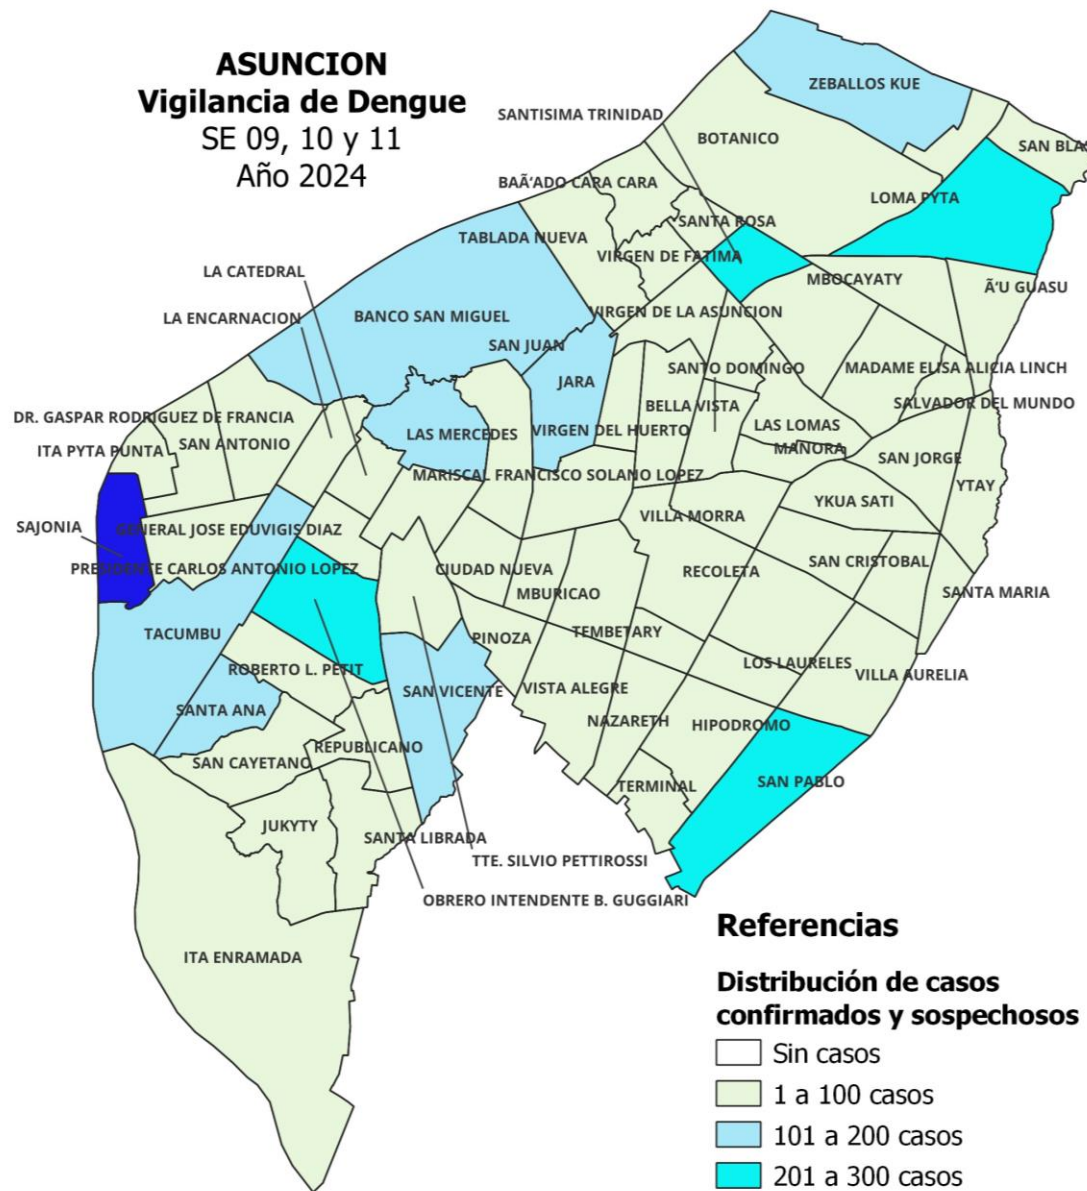 ASUNCION
Vigilancia de Dengue
SE 09, 10 y 11
Año 2024
ZEBALLOS KUE
SANTISIMA TRINIDAD
BOTANICO
SAN BLAS
BAÃ'ADO CARA CARA
LOMA PYTA
SANTA ROSA
TABLADA NUEVA
VIRGEN DE FATIMA
LA CATEDRAL
MBOCAYATY
Ã'U GUASU
LA ENCARNACION
BANCO SAN MIGUEL
VIRGEN DE LA ASUNCION
SAN JUAN
SANTO DOMINGO
MADAME ELISA ALICIA LINCH
JARA
SALVADOR DEL MUNDO
DR. GASPAR RODRIGUEZ DE FRANCIA
BELLA VISTA
LAS LOMAS
ITA PYTA PUNTA
SAN ANTONIO
LAS MERCEDES
VIRGEN DEL HUERTO
MANORA
SAN JORGE
MARISCAL FRANCISCO SOLANO LOPEZ
YTAY
YKUA SATI
SAJONIA
GENERAL JOSE EDUVIGIS DIAZ
VILLA MORRA
PRESIDENTE CARLOS ANTONIO LOPEZ
CIUDAD NUEVA
RECOLETA
SAN CRISTOBAL
MBURICAO
SANTA MARIA
TACUMBU
PINOZA
TEMBETARY
ROBERTO L. PETIT
LOS LAURELES
VILLA AURELIA
SAN VICENTE
VISTA ALEGRE
SANTA ANA
NAZARETH
HIPODROMO
REPUBLICANO
SAN CAYETANO
TERMINAL
SAN PABLO
JUKYTY
SANTA LIBRADA
TTE. SILVIO PETTIROSSI
OBRERO INTENDENTE B. GUGGIARI
ITA ENRAMADA
Referencias
Distribución de casos
confirmados y sospechosos
Sin casos
1 a 100 casos
101 a 200 casos
201 a 300 casos